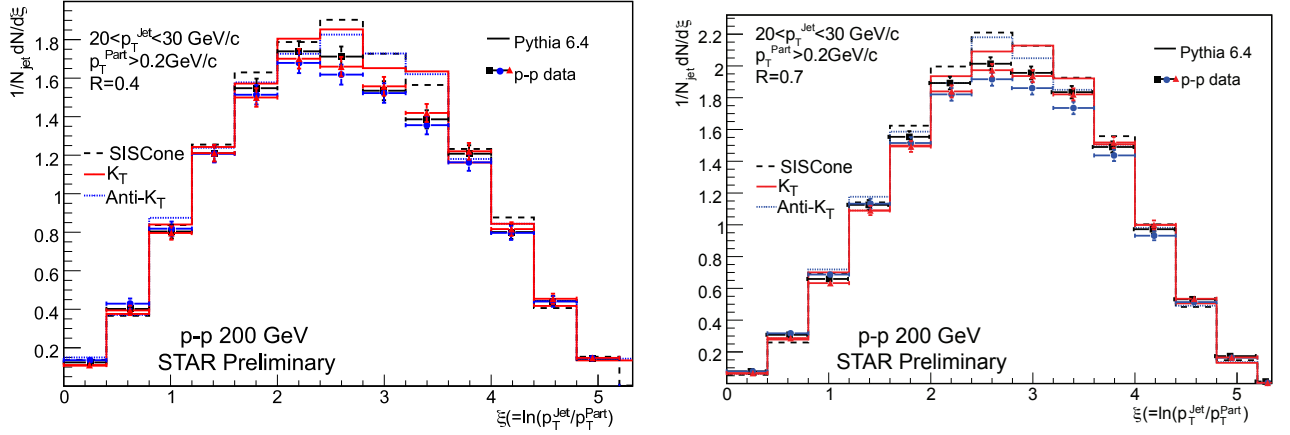 1/N_jet dN/dξ
1.8
1.6
1.4
1.2
1
0.8
0.6
0.4
0.2
20<p_T^Jet<30 GeV/c
p_T^Part>0.2GeV/c
R=0.4
Pythia 6.4
p-p data
SISCone
K_T
Anti-K_T
p-p 200 GeV
STAR Preliminary
0 1 2 3 4 5
ξ(=ln(p_T^Jet/p_T^Part)
1/N_jet dN/dξ
2.2
2
1.8
1.6
1.4
1.2
1
0.8
0.6
0.4
0.2
20<p_T^Jet<30 GeV/c
p_T^Part>0.2GeV/c
R=0.7
Pythia 6.4
p-p data
SISCone
K_T
Anti-K_T
p-p 200 GeV
STAR Preliminary
0 1 2 3 4 5
ξ(=ln(p_T^Jet/p_T^Part)